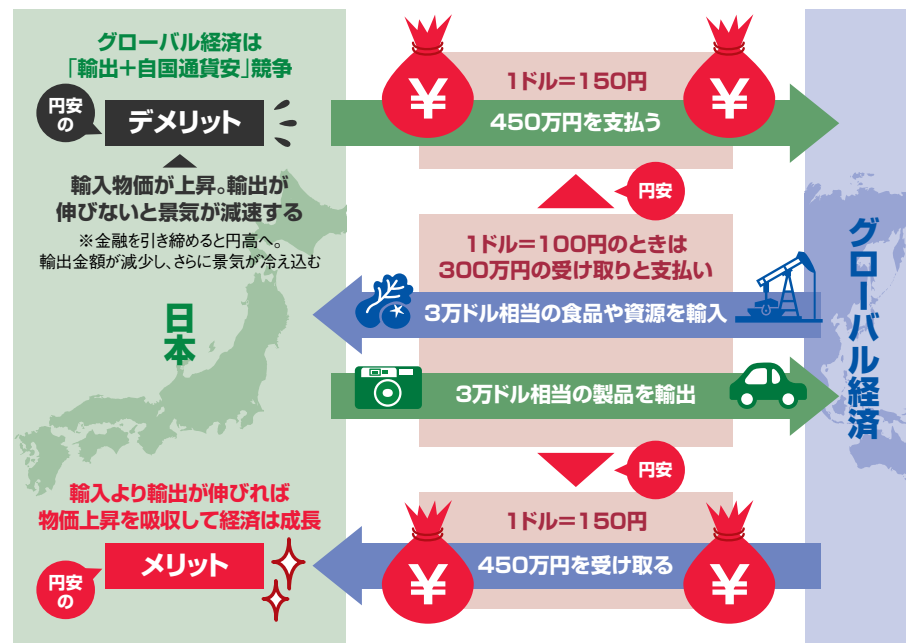 グローバル経済は
「輸出＋自国通貨安」競争
円安
の
デメリット
輸入物価が上昇。輸出が
伸びないと景気が減速する
※金融を引き締めると円高へ。
輸出金額が減少し、さらに景気が冷え込む
日本
輸入より輸出が伸びれば
物価上昇を吸収して経済は成長
円安
の
メリット
¥
¥
1ドル＝150円
450万円を支払う
円安
1ドル＝100円のときは
300万円の受け取りと支払い
3万ドル相当の食品や資源を輸入
3万ドル相当の製品を輸出
円安
1ドル＝150円
450万円を受け取る
¥
¥
グローバル経済